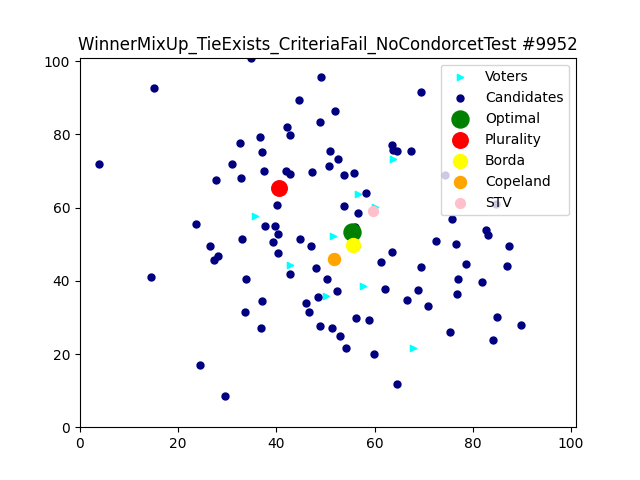 WinnerMixUp_TieExists_CriteriaFail_NoCondorcetTest #9952
Voters
Candidates
Optimal
Plurality
Borda
Copeland
STV
100
80
60
40
20
0
0 20 40 60 80 100